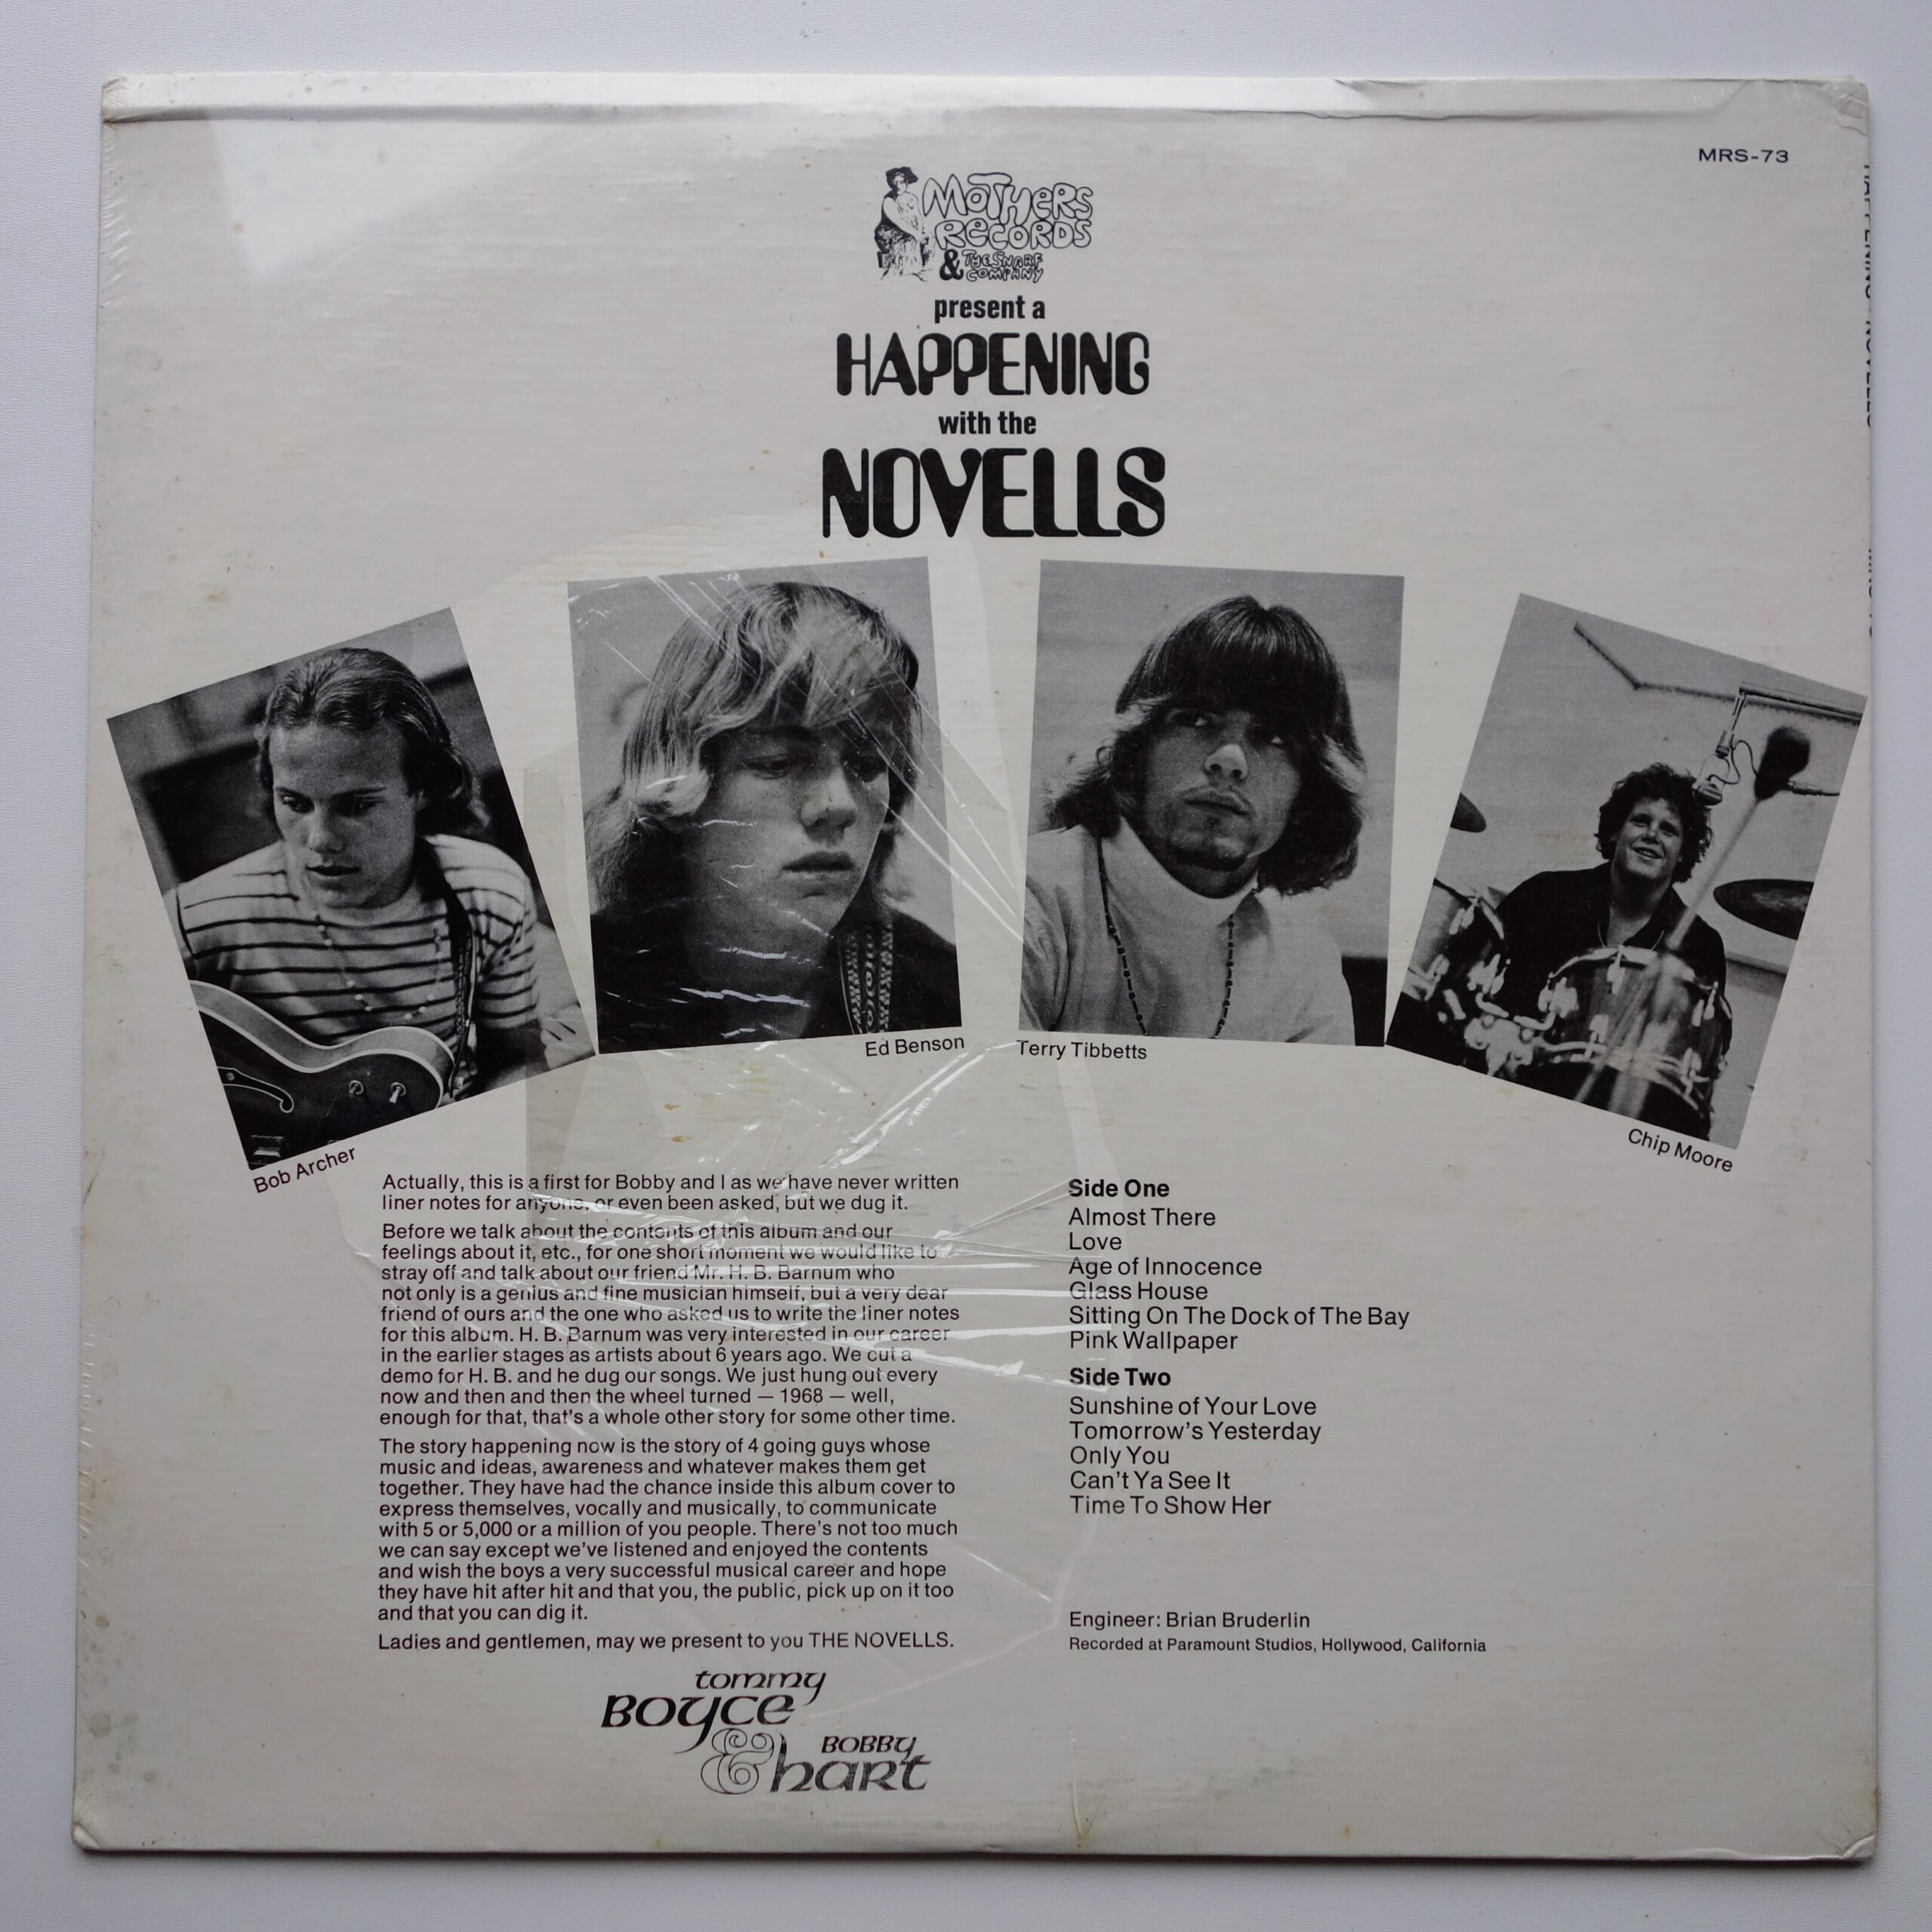 MRS-73
MOTHERS
RECORDS
& THE SNARF
COMPANY
present a
HAPPENING
with the
NOVELLS
Bob Archer
Ed Benson
Terry Tibbetts
Chip Moore
Actually, this is a first for Bobby and I as we have never written
liner notes for anyone, or even been asked, but we dug it.
Before we talk about the contents of this album and our
feelings about it, etc., for one short moment we would like to
stray off and talk about our friend Mr. H. B. Barnum who
not only is a genius and fine musician himself, but a very dear
friend of ours and the one who asked us to write the liner notes
for this album. H. B. Barnum was very interested in our career
in the earlier stages as artists about 6 years ago. We cut a
demo for H. B. and he dug our songs. We just hung out every
now and then and then the wheel turned — 1968 — well,
enough for that, that's a whole other story for some other time.
The story happening now is the story of 4 going guys whose
music and ideas, awareness and whatever makes them get
together. They have had the chance inside this album cover to
express themselves, vocally and musically, to communicate
with 5 or 5,000 or a million of you people. There's not too much
we can say except we've listened and enjoyed the contents
and wish the boys a very successful musical career and hope
they have hit after hit and that you, the public, pick up on it too
and that you can dig it.
Ladies and gentlemen, may we present to you THE NOVELLS.
tommy
BOYCE
& BOBBY
hART
Side One
Almost There
Love
Age of Innocence
Glass House
Sitting On The Dock of The Bay
Pink Wallpaper
Side Two
Sunshine of Your Love
Tomorrow's Yesterday
Only You
Can't Ya See It
Time To Show Her
Engineer: Brian Bruderlin
Recorded at Paramount Studios, Hollywood, California